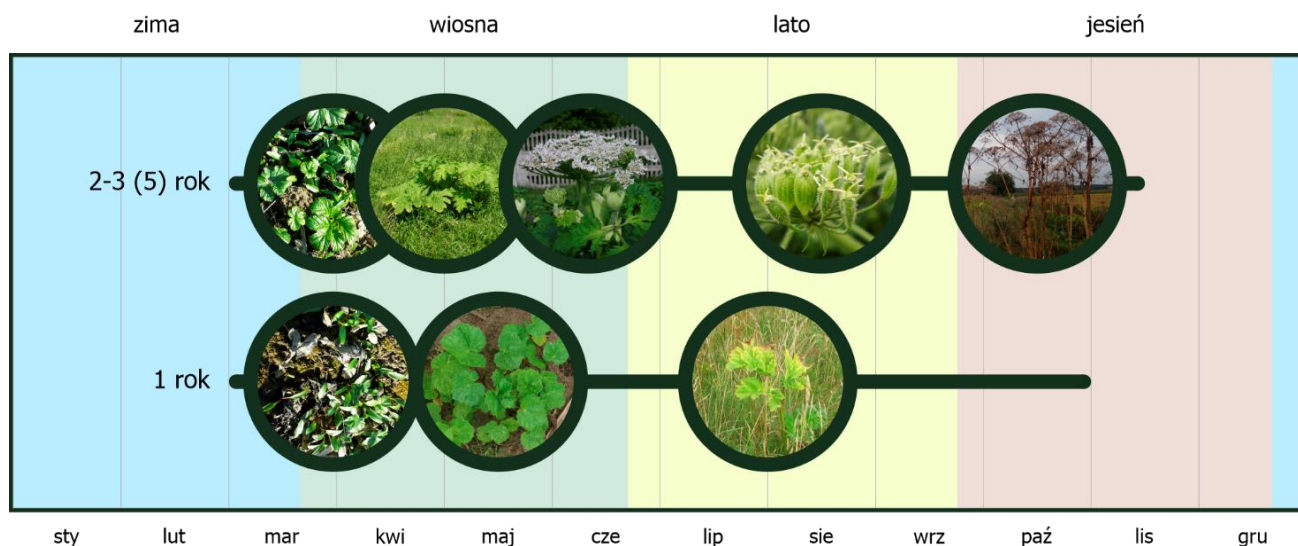 zima wiosna lato jesień
2-3 (5) rok
1 rok
sty lut mar kwi maj cze lip sie wrz paź lis gru